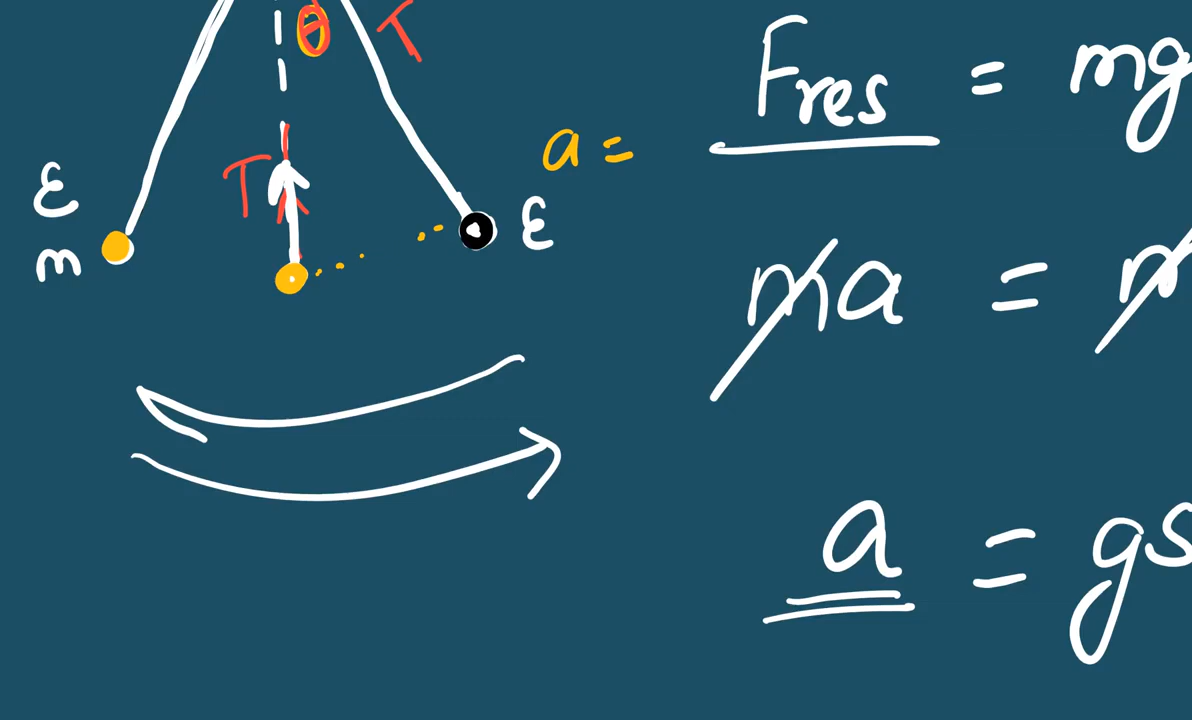 θ T
Fres = mg
a =
T
ε ε
m
ma = m
a = gs